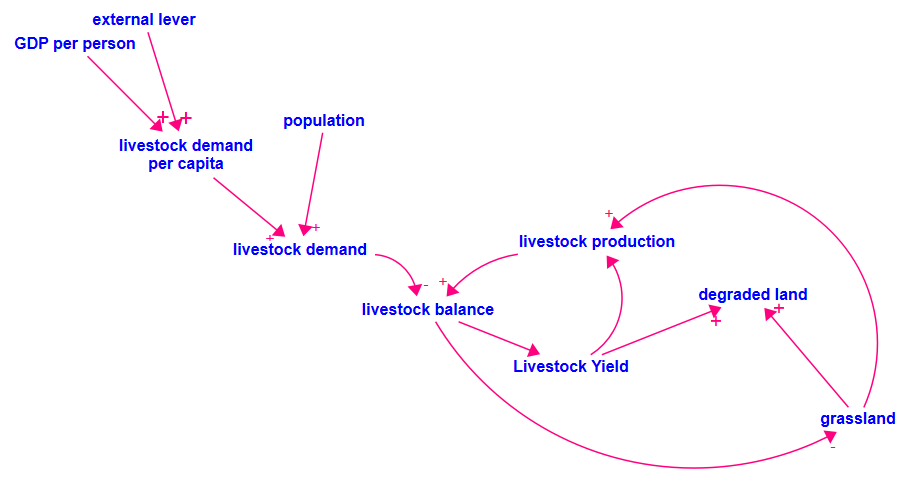 external lever
GDP per person
+ +
population
livestock demand
per capita
+
+
+
livestock demand
livestock production
- +
degraded land
livestock balance
+
+
Livestock Yield
grassland
-